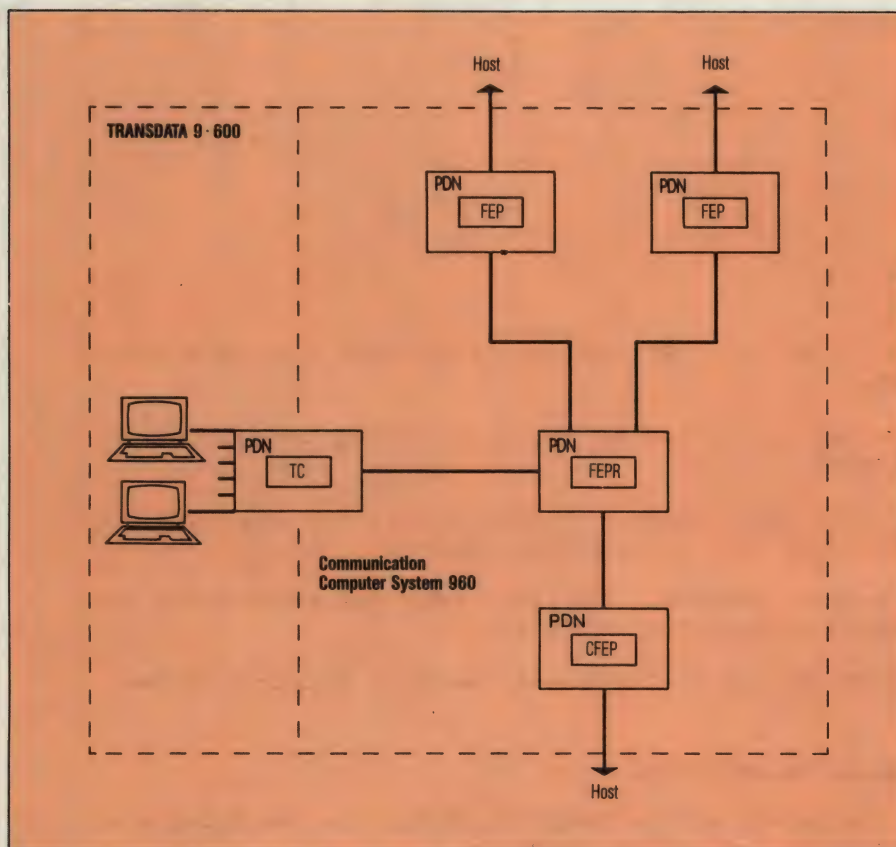 Host
Host
TRANSDATA 9-600
PDN
FEP
PDN
FEP
PDN
TC
PDN
FEPR
Communication
Computer System 960
PDN
CFEP
Host